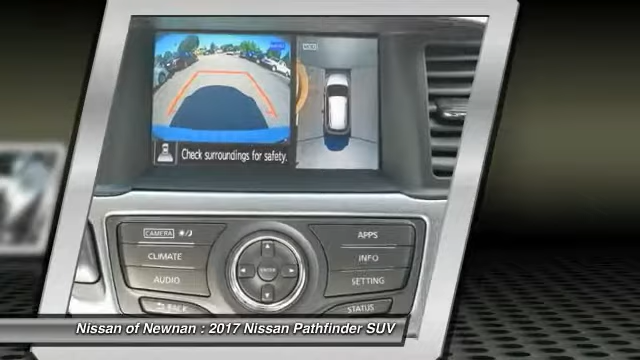 Check surroundings for safety.
CAMERA
CLIMATE
AUDIO
BACK
ENTER
APPS
INFO
SETTING
STATUS
Nissan of Newnan : 2017 Nissan Pathfinder SUV